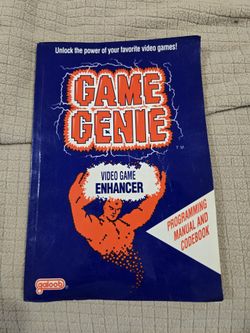 Unlock the power of your favorite video games!
GAME
GENIE
TM
VIDEO GAME
ENHANCER
PROGRAMMING
MANUAL AND
CODEBOOK
galoob